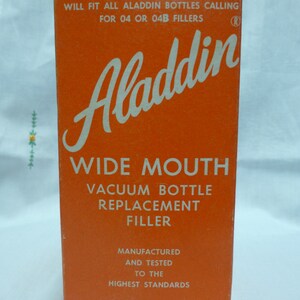 WILL FIT ALL ALADDIN BOTTLES CALLING
FOR 04 OR 04B FILLERS
Aladdin®
WIDE MOUTH
VACUUM BOTTLE
REPLACEMENT
FILLER
MANUFACTURED
AND TESTED
TO THE
HIGHEST STANDARDS